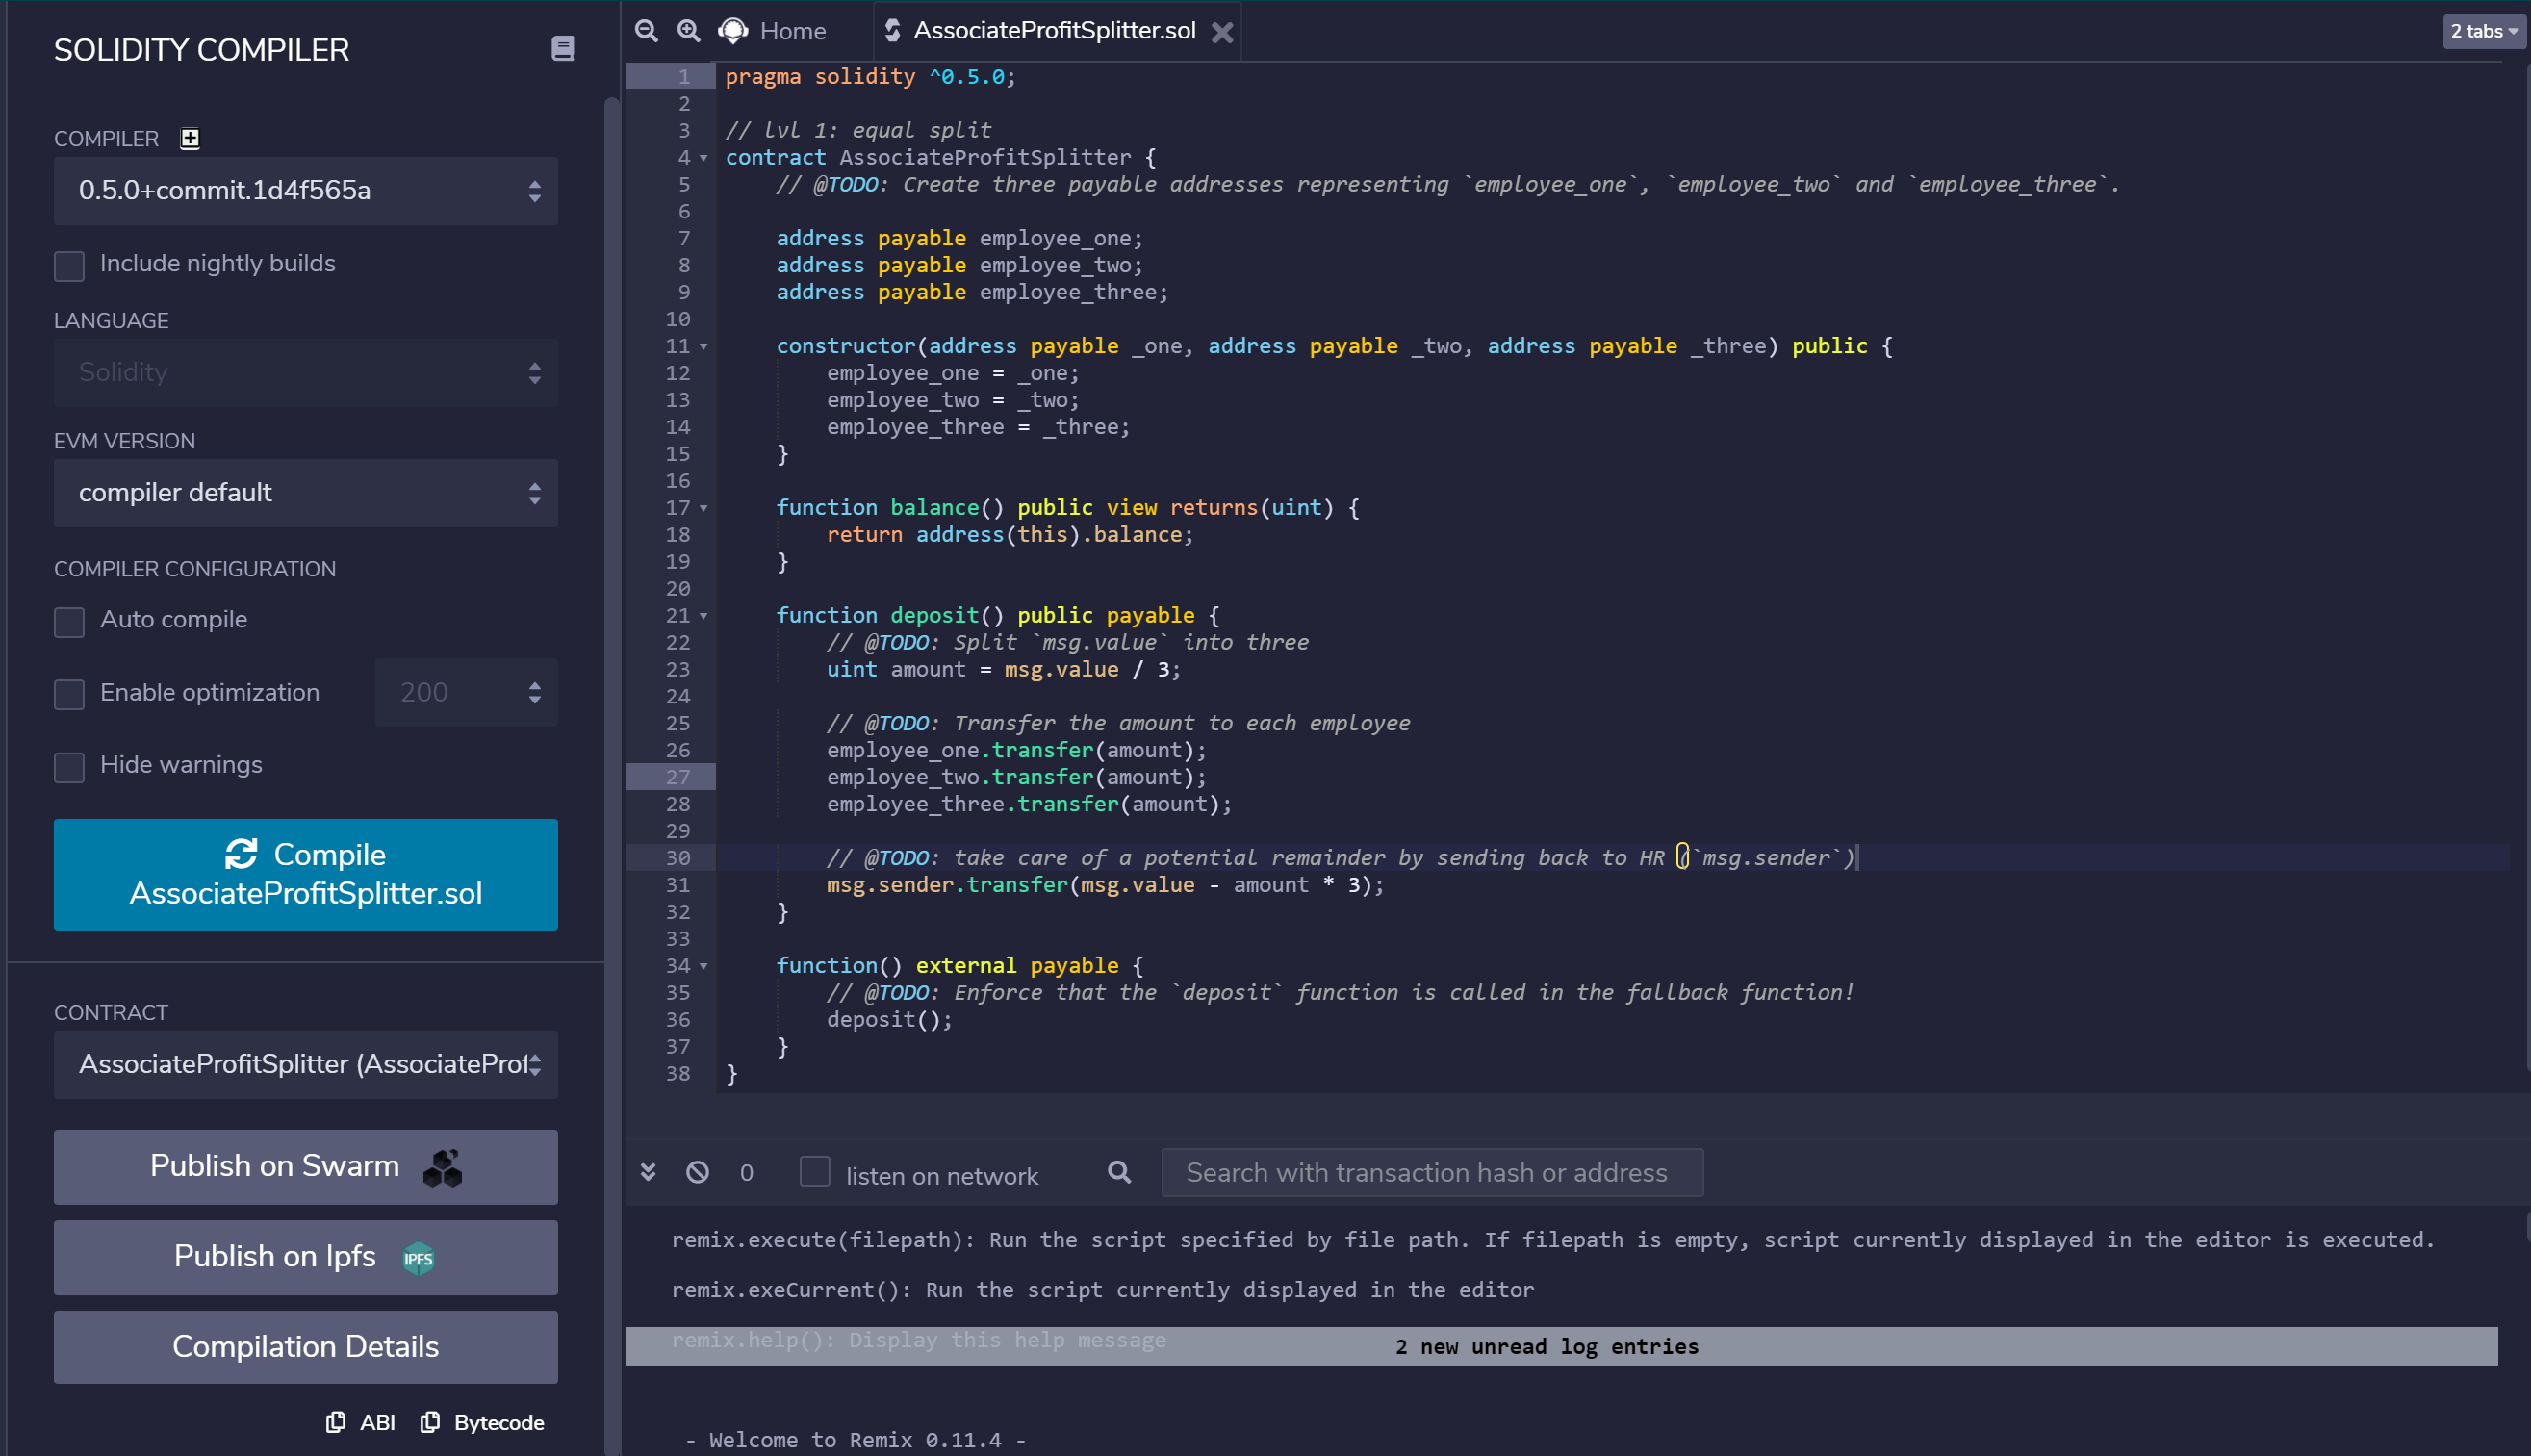 SOLIDITY COMPILER
COMPILER
0.5.0+commit.1d4f565a
Include nightly builds
LANGUAGE
Solidity
EVM VERSION
compiler default
COMPILER CONFIGURATION
Auto compile
Enable optimization
200
Hide warnings
Compile
AssociateProfitSplitter.sol
CONTRACT
AssociateProfitSplitter (AssociateProf
Publish on Swarm
Publish on Ipfs
IPFS
Compilation Details
ABI
Bytecode
Home
AssociateProfitSplitter.sol
2 tabs
1 pragma solidity ^0.5.0;
2
3 // lvl 1: equal split
4 contract AssociateProfitSplitter {
5 // @TODO: Create three payable addresses representing `employee_one`, `employee_two` and `employee_three`.
6
7 address payable employee_one;
8 address payable employee_two;
9 address payable employee_three;
10
11 constructor(address payable _one, address payable _two, address payable _three) public {
12 employee_one = _one;
13 employee_two = _two;
14 employee_three = _three;
15 }
16
17 function balance() public view returns(uint) {
18 return address(this).balance;
19 }
20
21 function deposit() public payable {
22 // @TODO: Split `msg.value` into three
23 uint amount = msg.value / 3;
24
25 // @TODO: Transfer the amount to each employee
26 employee_one.transfer(amount);
27 employee_two.transfer(amount);
28 employee_three.transfer(amount);
29
30 // @TODO: take care of a potential remainder by sending back to HR (`msg.sender`)
31 msg.sender.transfer(msg.value - amount * 3);
32 }
33
34 function() external payable {
35 // @TODO: Enforce that the `deposit` function is called in the fallback function!
36 deposit();
37 }
38 }
0
listen on network
Search with transaction hash or address
remix.execute(filepath): Run the script specified by file path. If filepath is empty, script currently displayed in the editor is executed.
remix.exeCurrent(): Run the script currently displayed in the editor
remix.help(): Display this help message
2 new unread log entries
- Welcome to Remix 0.11.4 -